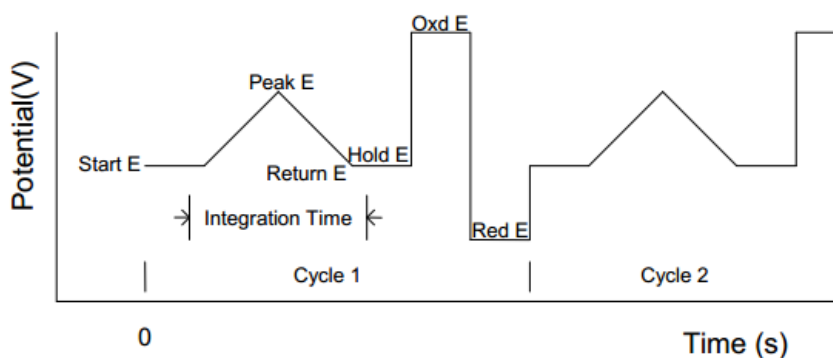 Oxd E
Peak E
Start E
Hold E
Return E
Integration Time
Red E
Cycle 1
Cycle 2
0
Time (s)
Potential(V)